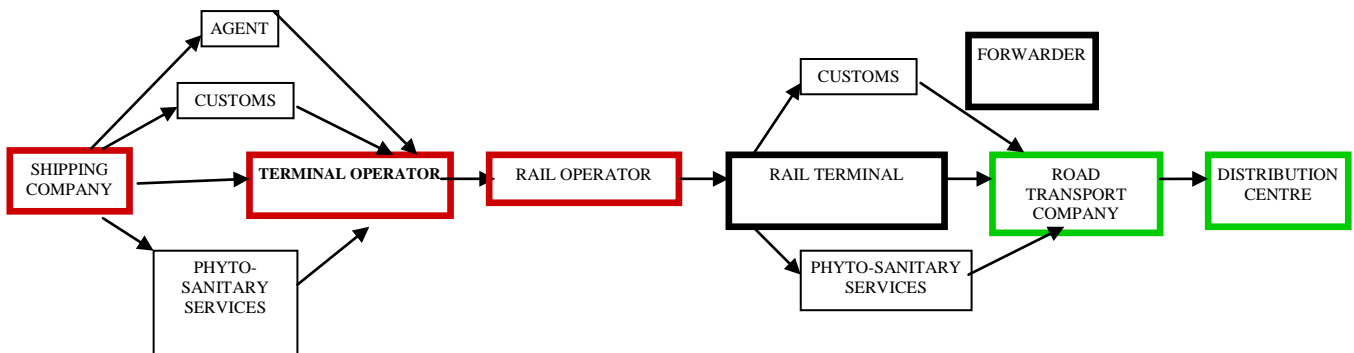 AGENT
CUSTOMS
SHIPPING
COMPANY
TERMINAL OPERATOR
PHYTO-
SANITARY
SERVICES
RAIL OPERATOR
RAIL TERMINAL
CUSTOMS
PHYTO-SANITARY
SERVICES
FORWARDER
ROAD
TRANSPORT
COMPANY
DISTRIBUTION
CENTRE